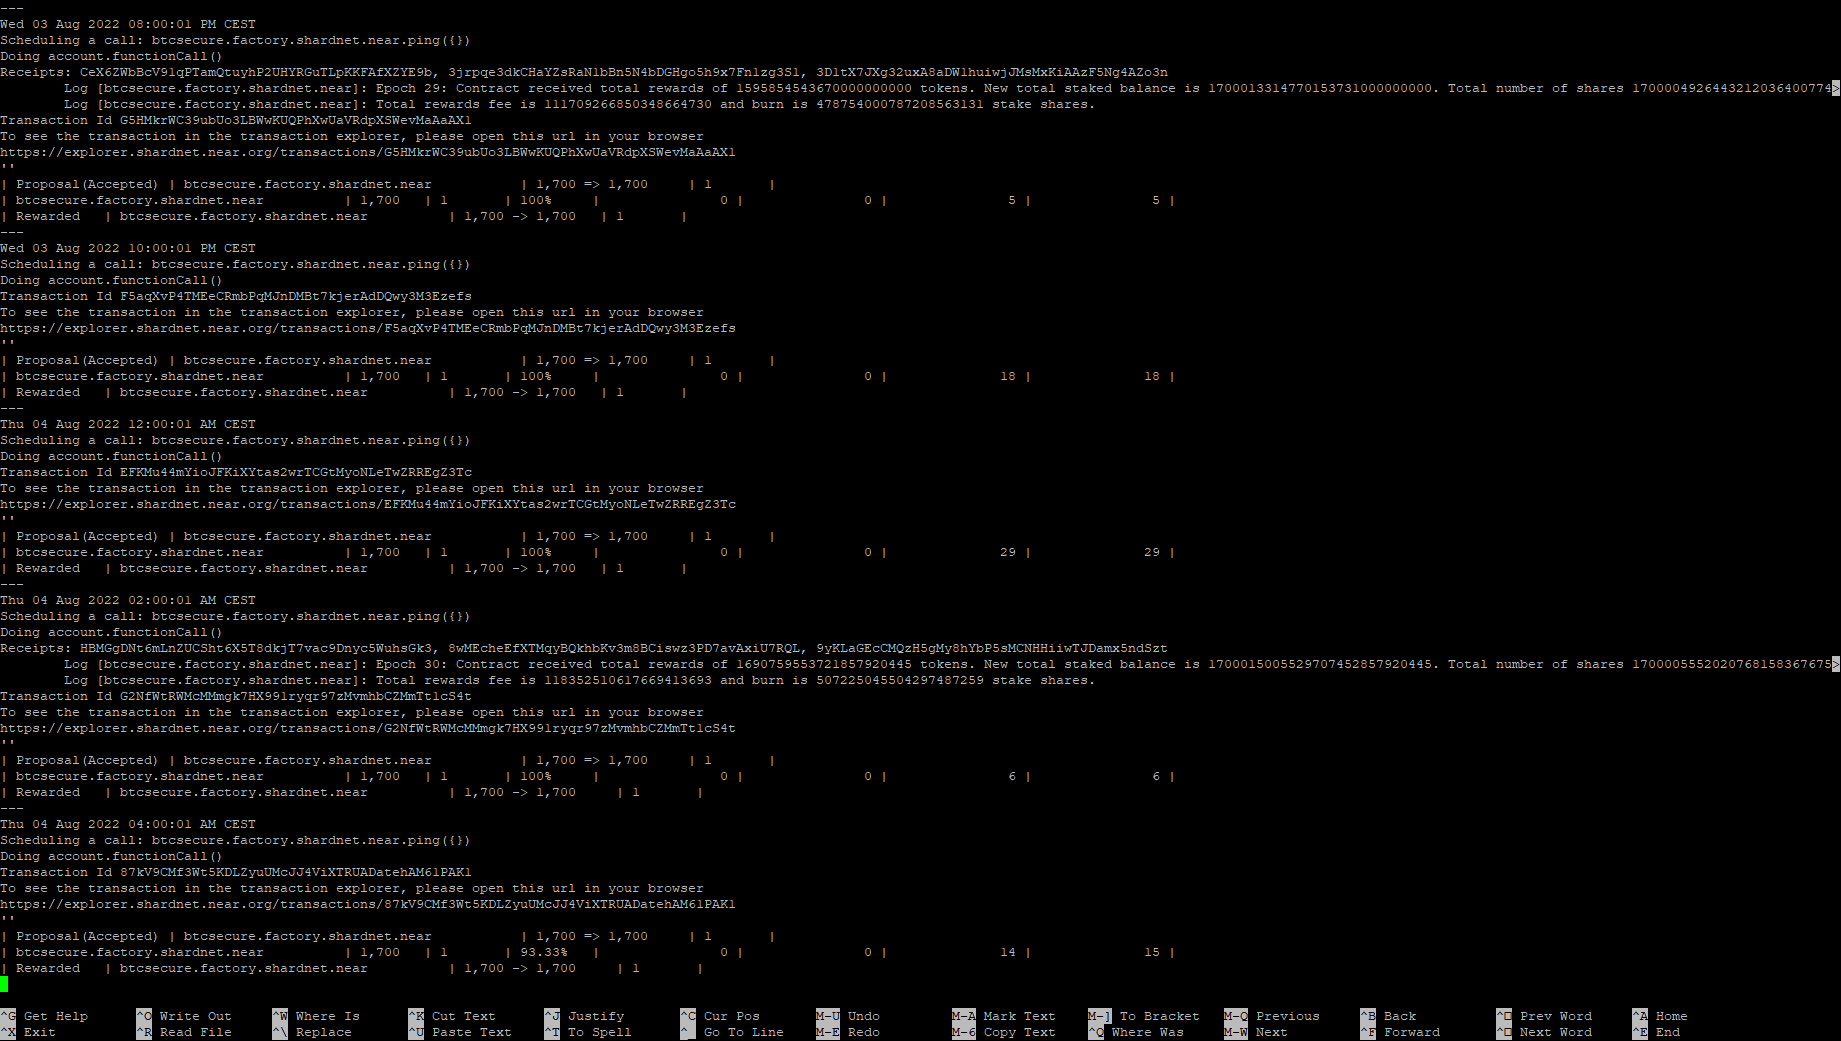 ---
Wed 03 Aug 2022 08:00:01 PM CEST
Scheduling a call: btcsecure.factory.shardnet.near.ping({})
Doing account.functionCall()
Receipts: CeX6ZWbBcV91qPTamQtuyhP2UHYRGuTLpKKFAfXZYE9b, 3jrpqe3dkCHaYZsRaN1bBn5N4bDGHgo5h9x7Fn1zg3S1, 3D1tX7JXg32uxA8aDW1huiwjJMsMxKiAAzF5Ng4AZo3n
Log [btcsecure.factory.shardnet.near]: Epoch 29: Contract received total rewards of 1595854543670000000000 tokens. New total staked balance is 1700013314770153731000000000. Total number of shares 1700004926443212036400774>
Log [btcsecure.factory.shardnet.near]: Total rewards fee is 111709266850348664730 and burn is 478754000787208563131 stake shares.
Transaction Id G5HMkrWC39ubUo3LBWwKUQPhXwUaVRdpXSWevMaAaAX1
To see the transaction in the transaction explorer, please open this url in your browser
https://explorer.shardnet.near.org/transactions/G5HMkrWC39ubUo3LBWwKUQPhXwUaVRdpXSWevMaAaAX1
''
| Proposal(Accepted) | btcsecure.factory.shardnet.near | 1,700 => 1,700 | 1 |
| btcsecure.factory.shardnet.near | 1,700 | 1 | 100% | 0 | 0 | 5 | 5 |
| Rewarded | btcsecure.factory.shardnet.near | 1,700 -> 1,700 | 1 |
---
Wed 03 Aug 2022 10:00:01 PM CEST
Scheduling a call: btcsecure.factory.shardnet.near.ping({})
Doing account.functionCall()
Transaction Id F5aqXvP4TMEeCRmbPqMJnDMBt7kjerAdDQwy3M3Ezefs
To see the transaction in the transaction explorer, please open this url in your browser
https://explorer.shardnet.near.org/transactions/F5aqXvP4TMEeCRmbPqMJnDMBt7kjerAdDQwy3M3Ezefs
''
| Proposal(Accepted) | btcsecure.factory.shardnet.near | 1,700 => 1,700 | 1 |
| btcsecure.factory.shardnet.near | 1,700 | 1 | 100% | 0 | 0 | 18 | 18 |
| Rewarded | btcsecure.factory.shardnet.near | 1,700 -> 1,700 | 1 |
---
Thu 04 Aug 2022 12:00:01 AM CEST
Scheduling a call: btcsecure.factory.shardnet.near.ping({})
Doing account.functionCall()
Transaction Id EFKMu44mYioJFKiXYtas2wrTCGtMyoNLeTwZRREgZ3Tc
To see the transaction in the transaction explorer, please open this url in your browser
https://explorer.shardnet.near.org/transactions/EFKMu44mYioJFKiXYtas2wrTCGtMyoNLeTwZRREgZ3Tc
''
| Proposal(Accepted) | btcsecure.factory.shardnet.near | 1,700 => 1,700 | 1 |
| btcsecure.factory.shardnet.near | 1,700 | 1 | 100% | 0 | 0 | 29 | 29 |
| Rewarded | btcsecure.factory.shardnet.near | 1,700 -> 1,700 | 1 |
---
Thu 04 Aug 2022 02:00:01 AM CEST
Scheduling a call: btcsecure.factory.shardnet.near.ping({})
Doing account.functionCall()
Receipts: HBMGgDNt6mLnZUCSht6X5T8dkjT7vac9Dnyc5WuhsGk3, 8wMEcheEfXTMqyBQkhbKv3m8BCiswz3PD7avAxiU7RQL, 9yKLaGEcCMQzH5gMy8hYbP5sMCNHHiiwTJDamx5ndSzt
Log [btcsecure.factory.shardnet.near]: Epoch 30: Contract received total rewards of 1690759553721857920445 tokens. New total staked balance is 1700015005529707452857920445. Total number of shares 1700005552020768158367675>
Log [btcsecure.factory.shardnet.near]: Total rewards fee is 118352510617669413693 and burn is 507225045504297487259 stake shares.
Transaction Id G2NfWtRWMcMMmgk7HX991ryqr97zMvmhbCZMmTt1cS4t
To see the transaction in the transaction explorer, please open this url in your browser
https://explorer.shardnet.near.org/transactions/G2NfWtRWMcMMmgk7HX991ryqr97zMvmhbCZMmTt1cS4t
''
| Proposal(Accepted) | btcsecure.factory.shardnet.near | 1,700 => 1,700 | 1 |
| btcsecure.factory.shardnet.near | 1,700 | 1 | 100% | 0 | 0 | 6 | 6 |
| Rewarded | btcsecure.factory.shardnet.near | 1,700 -> 1,700 | 1 |
---
Thu 04 Aug 2022 04:00:01 AM CEST
Scheduling a call: btcsecure.factory.shardnet.near.ping({})
Doing account.functionCall()
Transaction Id 87kV9CMf3Wt5KDLZyuUMcJJ4ViXTRUADatehAM61PAK1
To see the transaction in the transaction explorer, please open this url in your browser
https://explorer.shardnet.near.org/transactions/87kV9CMf3Wt5KDLZyuUMcJJ4ViXTRUADatehAM61PAK1
''
| Proposal(Accepted) | btcsecure.factory.shardnet.near | 1,700 => 1,700 | 1 |
| btcsecure.factory.shardnet.near | 1,700 | 1 | 93.33% | 0 | 0 | 14 | 15 |
| Rewarded | btcsecure.factory.shardnet.near | 1,700 -> 1,700 | 1 |
^G Get Help ^O Write Out ^W Where Is ^K Cut Text ^J Justify ^C Cur Pos M-U Undo M-A Mark Text M-] To Bracket M-Q Previous ^B Back ^□ Prev Word ^A Home
^X Exit ^R Read File ^\ Replace ^U Paste Text ^T To Spell ^_ Go To Line M-E Redo M-6 Copy Text ^Q Where Was M-W Next ^F Forward ^□ Next Word ^E End